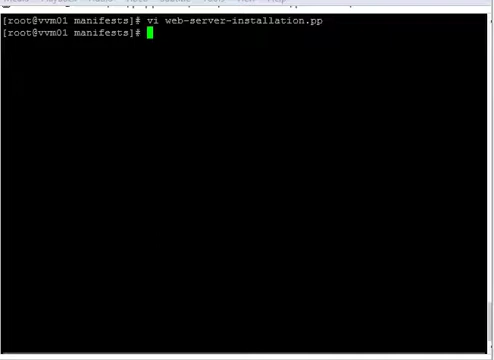 [root@vvm01 manifests]# vi web-server-installation.pp
[root@vvm01 manifests]#